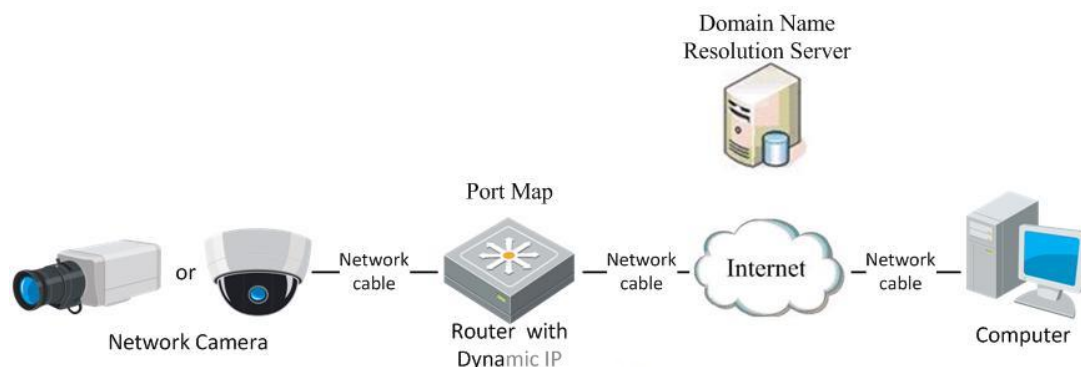 Domain Name
Resolution Server
Port Map
or
Network
cable
Network
cable
Internet
Network
cable
Network Camera
Router with
Dynamic IP
Computer